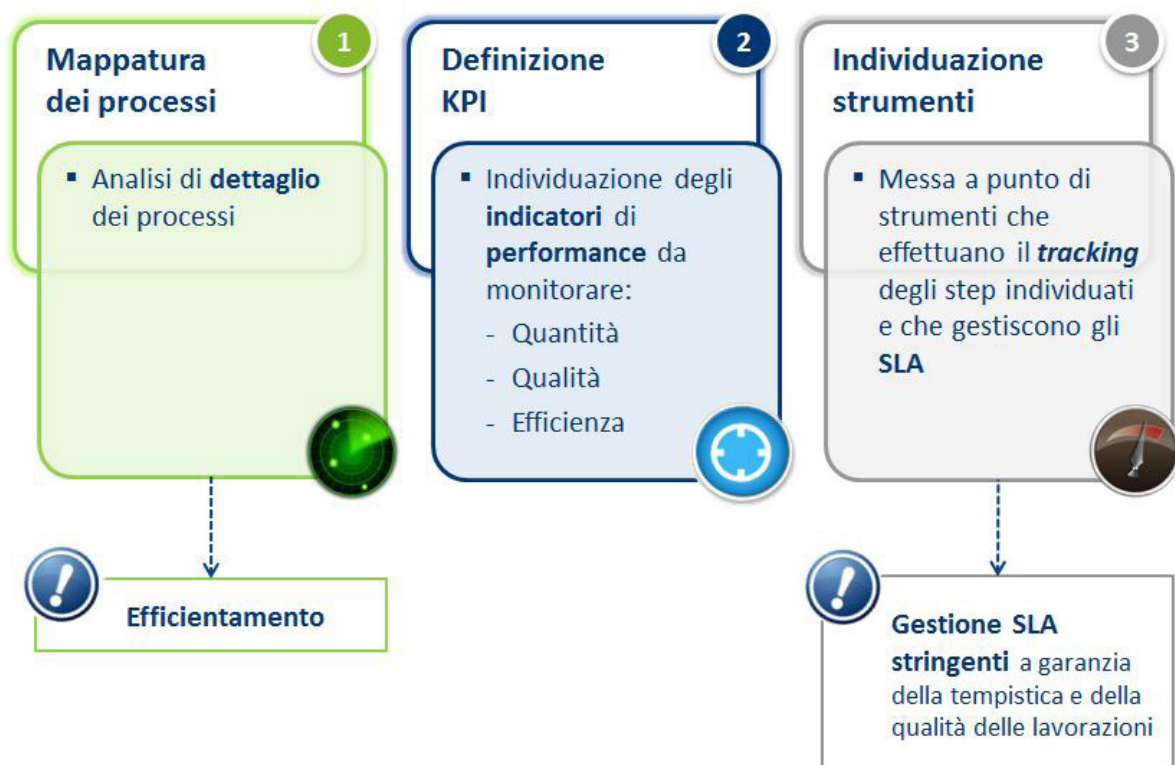 1
Mappatura
dei processi
▪ Analisi di dettaglio
dei processi
Efficientamento
2
Definizione
KPI
▪ Individuazione degli
indicatori di
performance da
monitorare:
- Quantità
- Qualità
- Efficienza
3
Individuazione
strumenti
▪ Messa a punto di
strumenti che
effettuano il tracking
degli step individuati
e che gestiscono gli
SLA
Gestione SLA
stringenti a garanzia
della tempistica e della
qualità delle lavorazioni